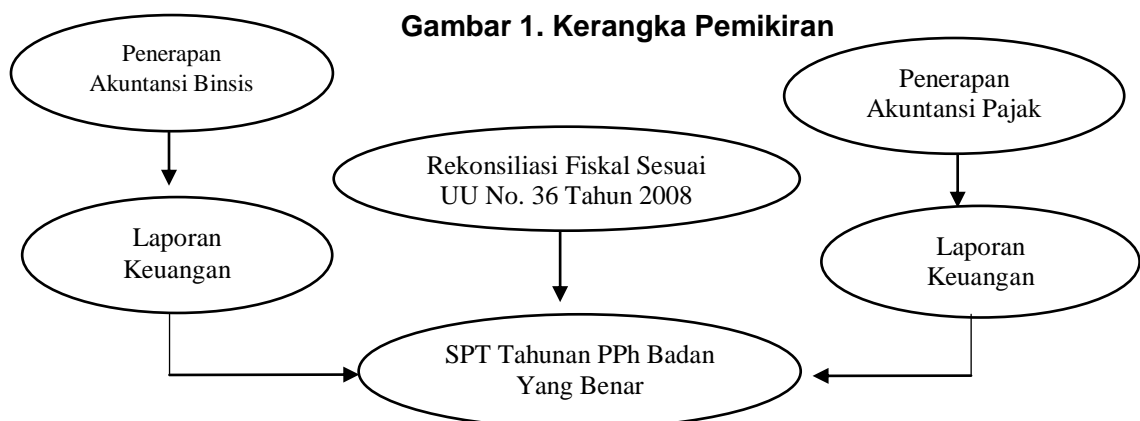 Gambar 1. Kerangka Pemikiran
Penerapan
Akuntansi Binsis
Penerapan
Akuntansi Pajak
Rekonsiliasi Fiskal Sesuai
UU No. 36 Tahun 2008
Laporan
Keuangan
Laporan
Keuangan
SPT Tahunan PPh Badan
Yang Benar